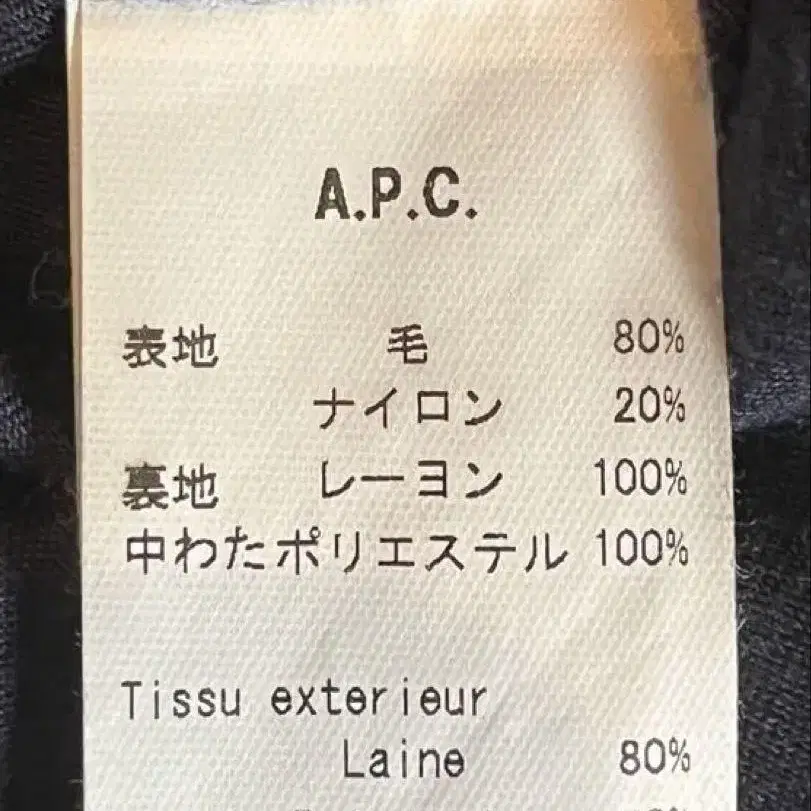 A.P.C.
表地 毛 80%
ナイロン 20%
裏地 レーヨン 100%
中わたポリエステル 100%
Tissu exterieur
Laine 80%